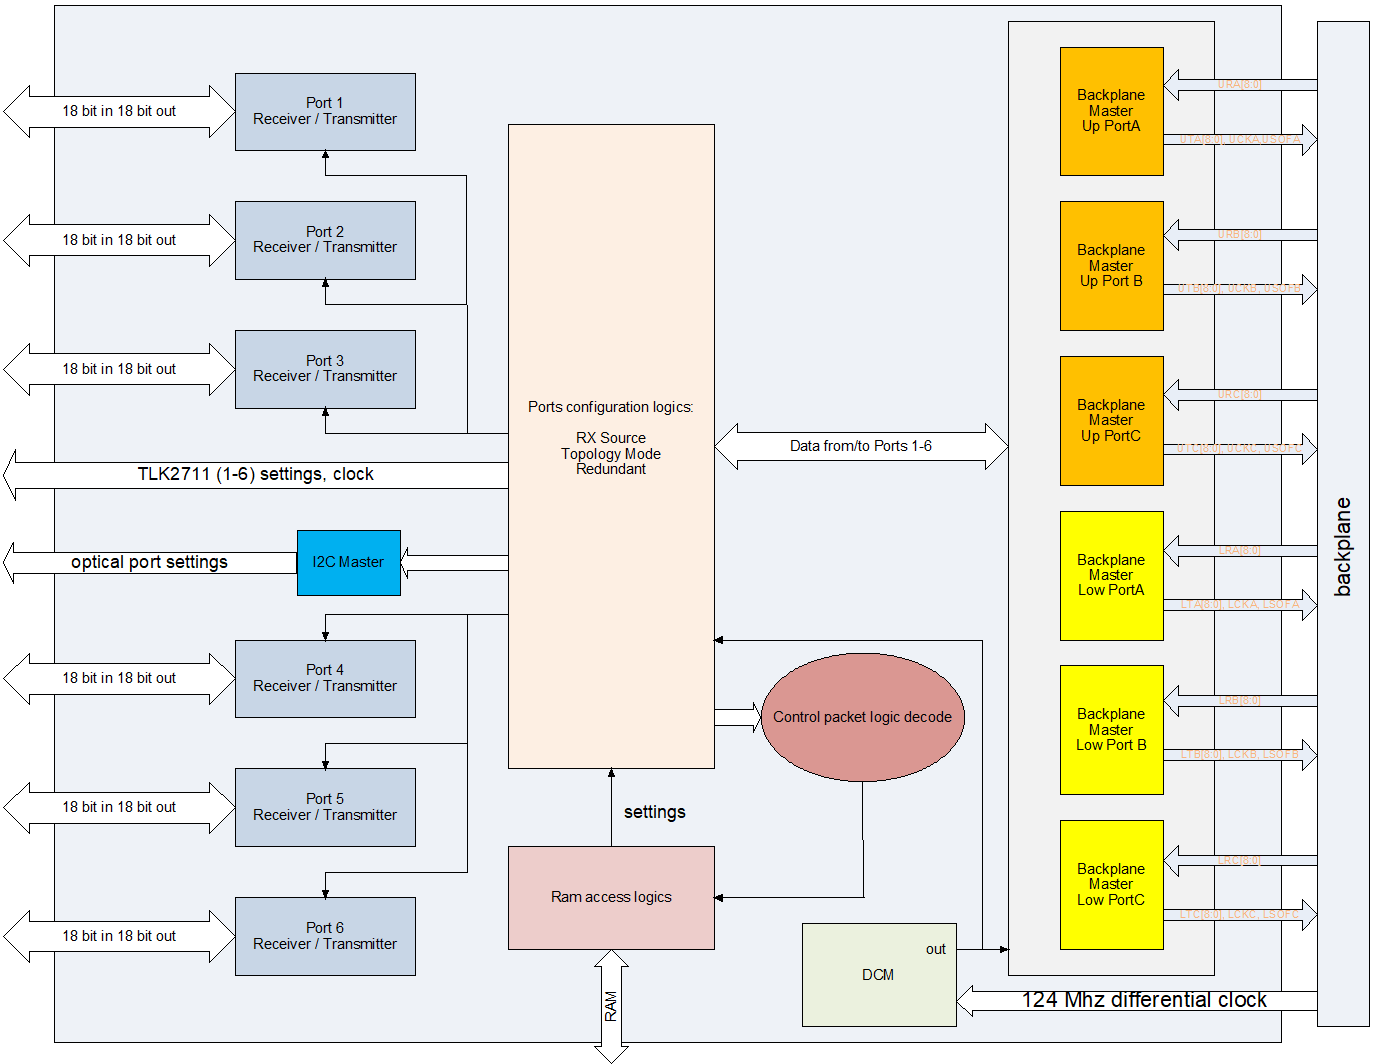 Port 1
Receiver / Transmitter
18 bit in 18 bit out
Port 2
Receiver / Transmitter
18 bit in 18 bit out
Port 3
Receiver / Transmitter
18 bit in 18 bit out
TLK2711 (1-6) settings, clock
optical port settings
I2C Master
Port 4
Receiver / Transmitter
18 bit in 18 bit out
Port 5
Receiver / Transmitter
18 bit in 18 bit out
Port 6
Receiver / Transmitter
18 bit in 18 bit out
Ports configuration logics:
RX Source
Topology Mode
Redundant
Data from/to Ports 1-6
Control packet logic decode
settings
Ram access logics
RAM
out
DCM
124 Mhz differential clock
Backplane
Master
Up PortA
URA[8:0]
UTA[8:0], UCKA,USOFA
Backplane
Master
Up Port B
URB[8:0]
UTB[8:0], UCKB, USOFB
Backplane
Master
Up PortC
URC[8:0]
UTC[8:0], UCKC, USOFC
Backplane
Master
Low PortA
LRA[8:0]
LTA[8:0], LCKA, LSOFA
Backplane
Master
Low Port B
LRB[8:0]
LTB[8:0], LCKB, LSOFB
Backplane
Master
Low PortC
LRC[8:0]
LTC[8:0], LCKC, LSOFC
backplane